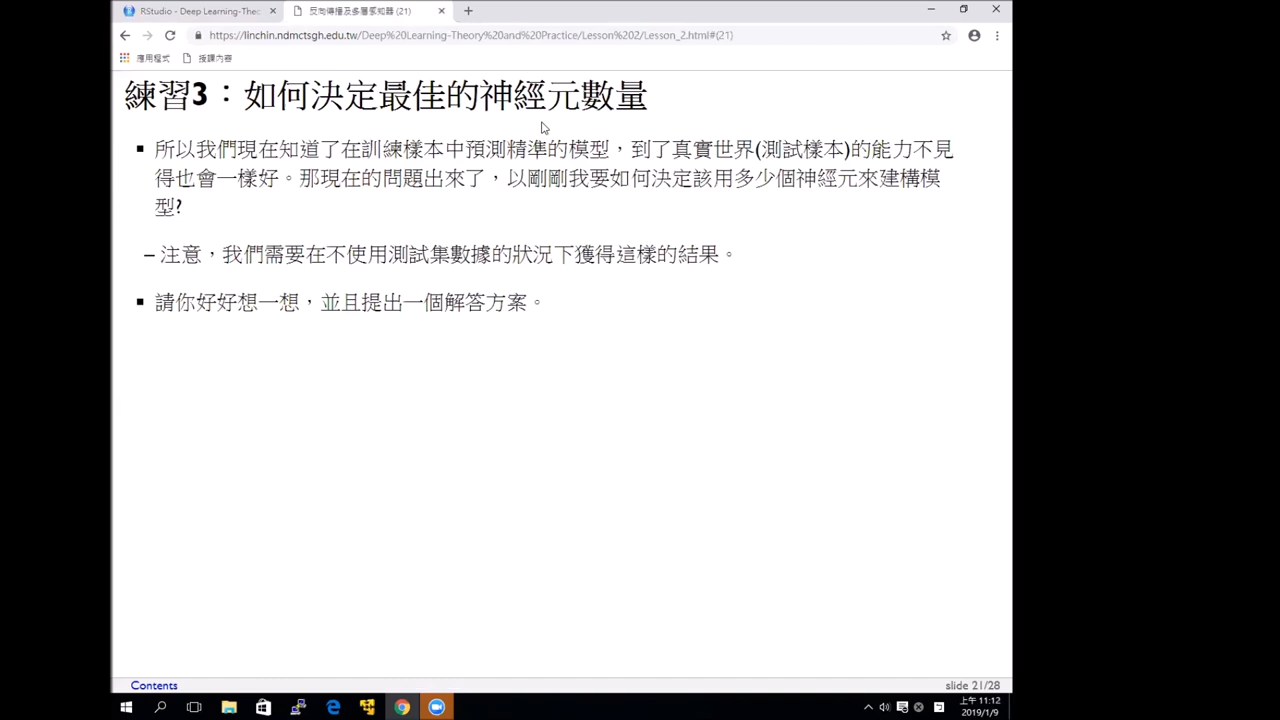 RStudio - Deep Learning-Theo
反向傳播及多層感知器 (21)
https://linchin.ndmctsgh.edu.tw/Deep%20Learning-Theory%20and%20Practice/Lesson%202/Lesson_2.html#(21)
應用程式
授課內容
練習3：如何決定最佳的神經元數量
▪ 所以我們現在知道了在訓練樣本中預測精準的模型，到了真實世界(測試樣本)的能力不見
得也會一樣好。那現在的問題出來了，以剛剛我要如何決定該用多少個神經元來建構模
型?
– 注意，我們需要在不使用測試集數據的狀況下獲得這樣的結果。
▪ 請你好好想一想，並且提出一個解答方案。
Contents
slide 21/28
上午 11:12
2019/1/9